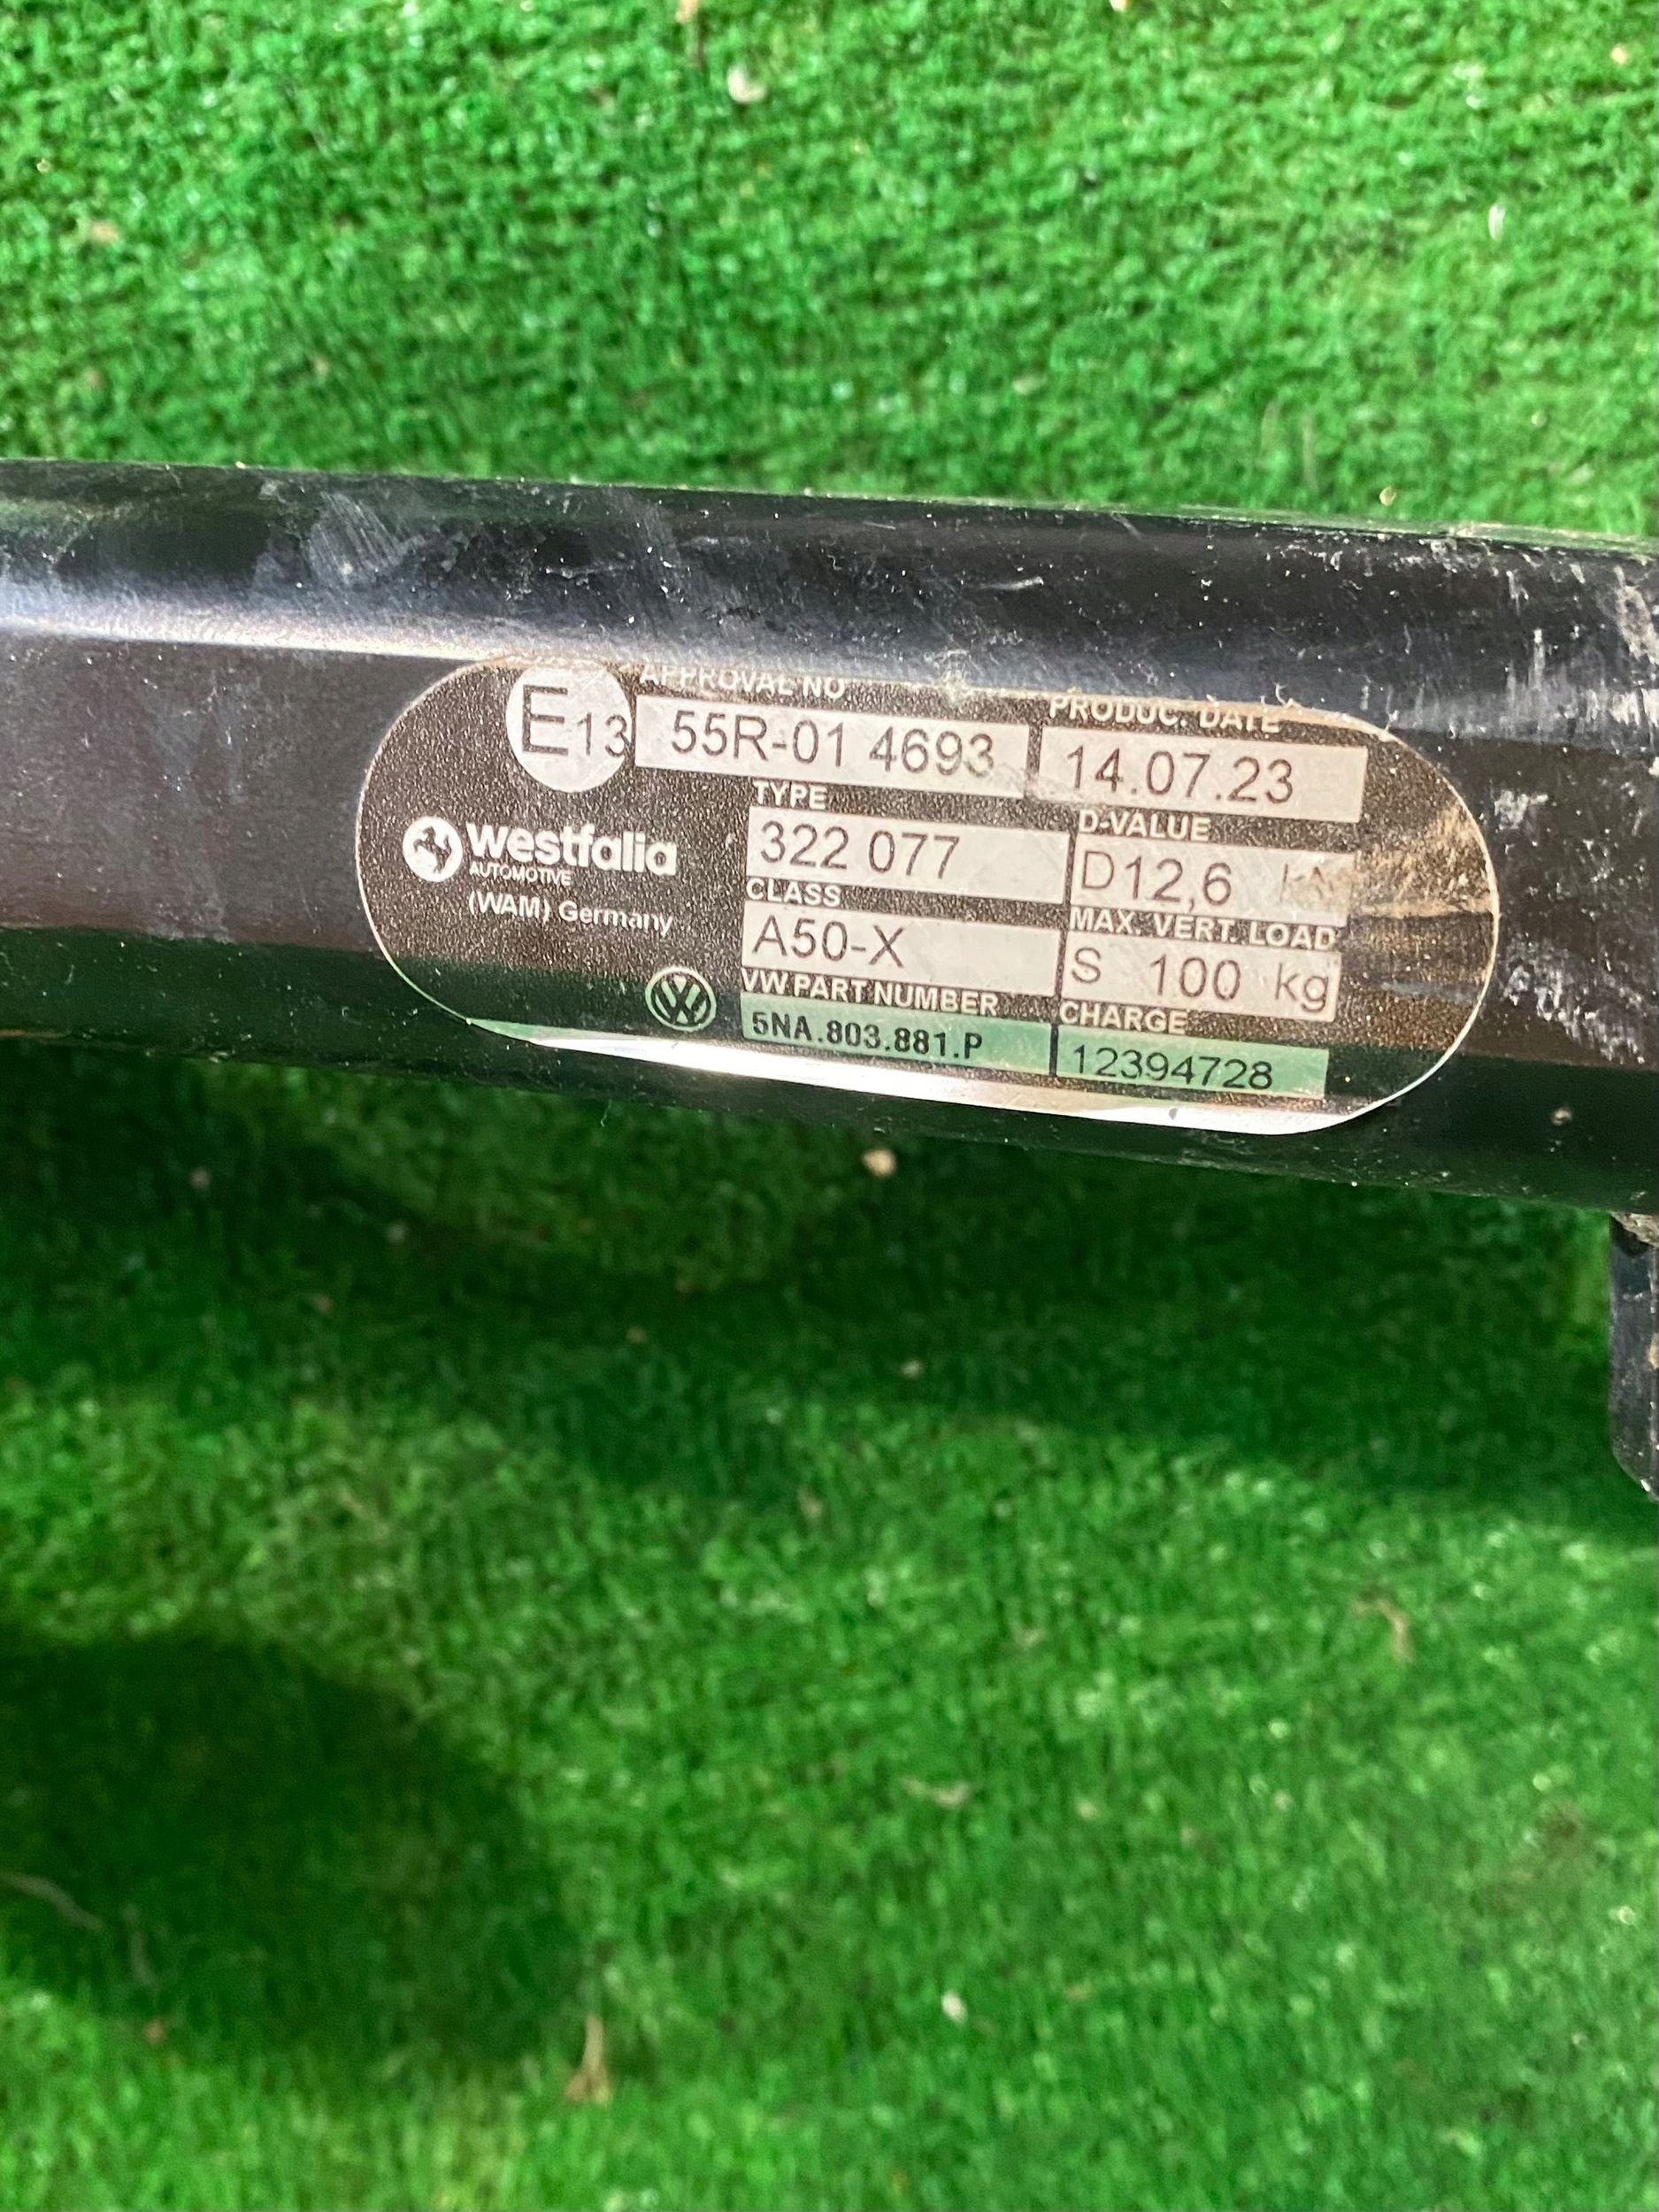 E13
APPROVAL NO
55R-01 4693
PRODUC. DATE
14.07.23
TYPE
322 077
D-VALUE
D12,6 kN
westfalia
AUTOMOTIVE
(WAM) Germany
CLASS
A50-X
MAX. VERT. LOAD
S 100 kg
VW PART NUMBER
5NA.803.881.P
CHARGE
12394728